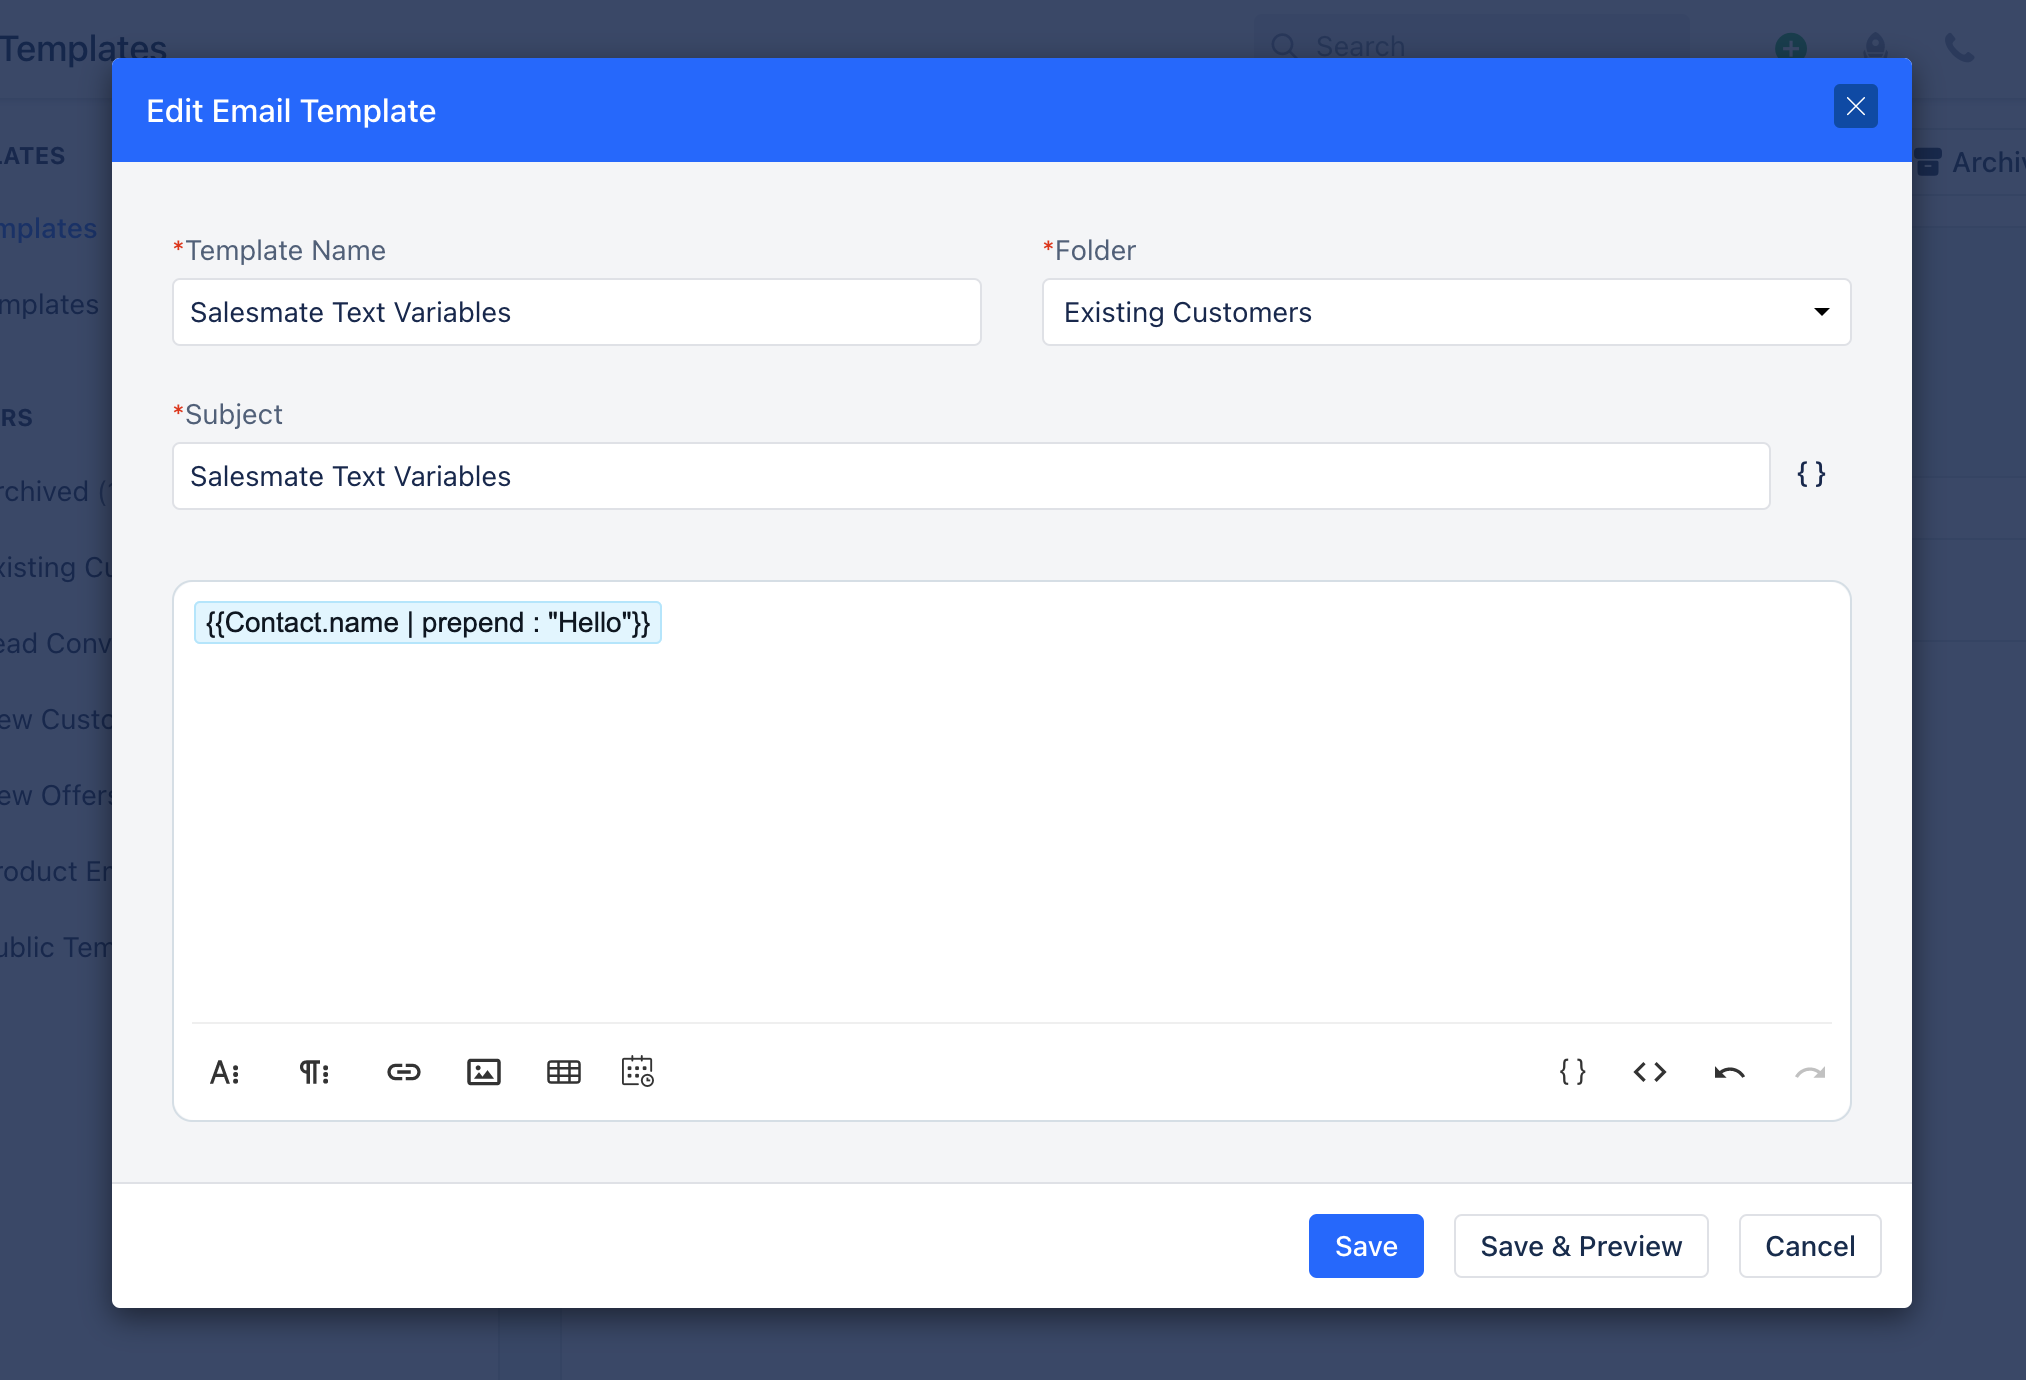 Templates
Search
Edit Email Template
Archiv
LATES
mplates
mplates
*Template Name
*Folder
Salesmate Text Variables
Existing Customers
*Subject
Salesmate Text Variables
{ }
RS
rchived (
xisting Cu
ead Conv
ew Custo
ew Offers
roduct En
ublic Tem
{{Contact.name | prepend : "Hello"}}
Save
Save & Preview
Cancel